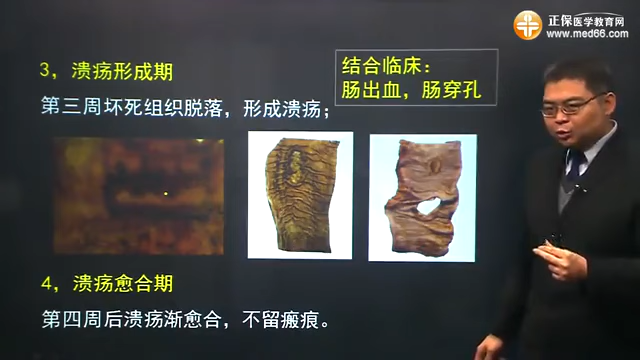 正保医学教育网
www.med66.com
3，溃疡形成期
结合临床：
肠出血，肠穿孔
第三周坏死组织脱落，形成溃疡；
4，溃疡愈合期
第四周后溃疡渐愈合，不留瘢痕。